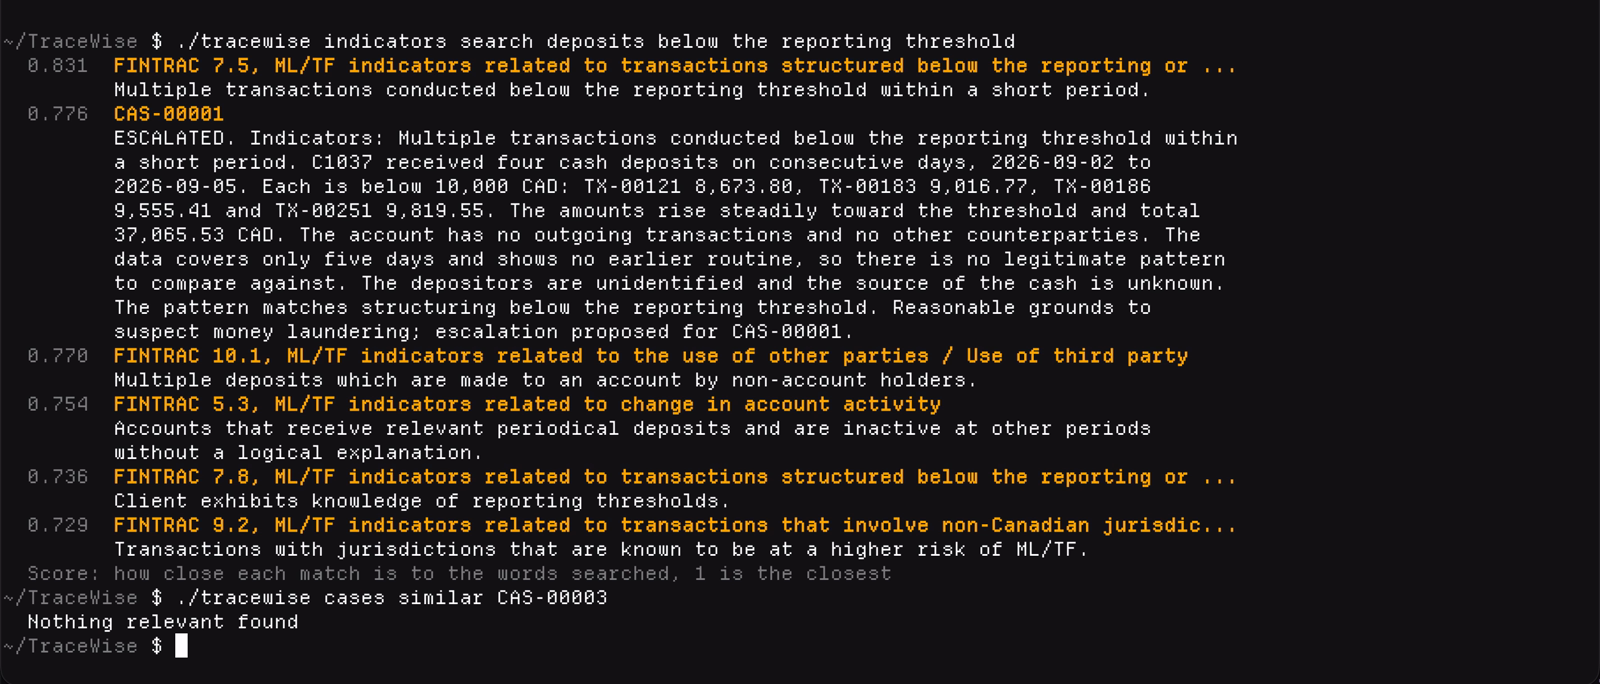 ~/TraceWise $ ./tracewise indicators search deposits below the reporting threshold
0.831 FINTRAC 7.5, ML/TF indicators related to transactions structured below the reporting or ...
Multiple transactions conducted below the reporting threshold within a short period.
0.776 CAS-00001
ESCALATED. Indicators: Multiple transactions conducted below the reporting threshold within
a short period. C1037 received four cash deposits on consecutive days, 2026-09-02 to
2026-09-05. Each is below 10,000 CAD: TX-00121 8,673.80, TX-00183 9,016.77, TX-00186
9,555.41 and TX-00251 9,819.55. The amounts rise steadily toward the threshold and total
37,065.53 CAD. The account has no outgoing transactions and no other counterparties. The
data covers only five days and shows no earlier routine, so there is no legitimate pattern
to compare against. The depositors are unidentified and the source of the cash is unknown.
The pattern matches structuring below the reporting threshold. Reasonable grounds to
suspect money laundering; escalation proposed for CAS-00001.
0.770 FINTRAC 10.1, ML/TF indicators related to the use of other parties / Use of third party
Multiple deposits which are made to an account by non-account holders.
0.754 FINTRAC 5.3, ML/TF indicators related to change in account activity
Accounts that receive relevant periodical deposits and are inactive at other periods
without a logical explanation.
0.736 FINTRAC 7.8, ML/TF indicators related to transactions structured below the reporting or ...
Client exhibits knowledge of reporting thresholds.
0.729 FINTRAC 9.2, ML/TF indicators related to transactions that involve non-Canadian jurisdic...
Transactions with jurisdictions that are known to be at a higher risk of ML/TF.
Score: how close each match is to the words searched, 1 is the closest
~/TraceWise $ ./tracewise cases similar CAS-00003
Nothing relevant found
~/TraceWise $